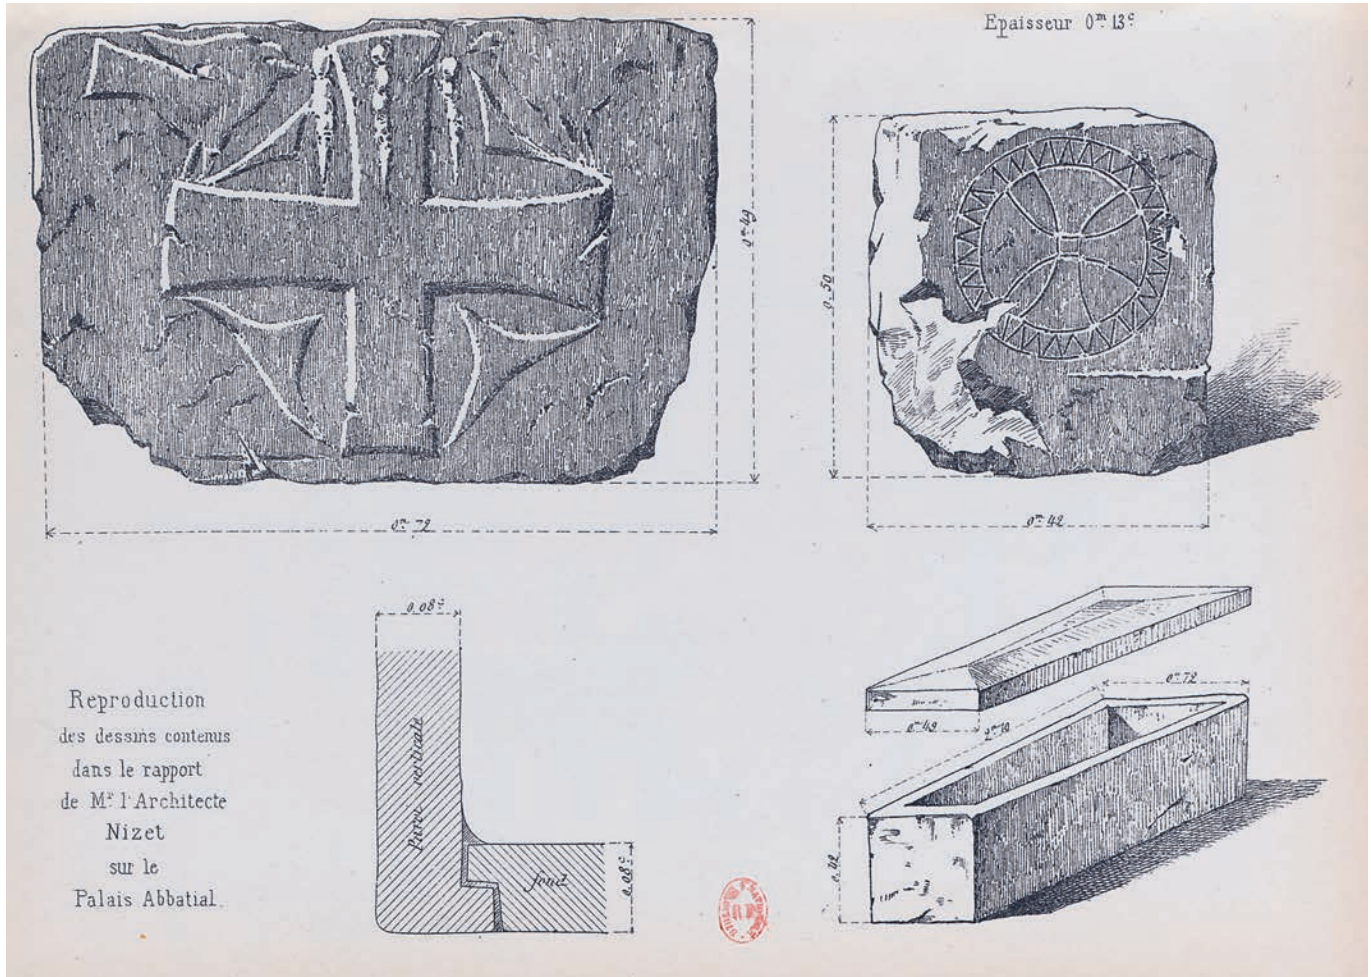 Epaisseur 0ᵐ 13ᶜ
0ᵐ 49
0. 50
0ᵐ 72
0ᵐ 42
0.08ᶜ
Reproduction
des dessins contenus
dans le rapport
de Mʳ l'Architecte
Nizet
sur le
Palais Abbatial.
Paroi verticale
fond
0.08ᶜ
0ᵐ 49
0ᵐ 72
0. 42